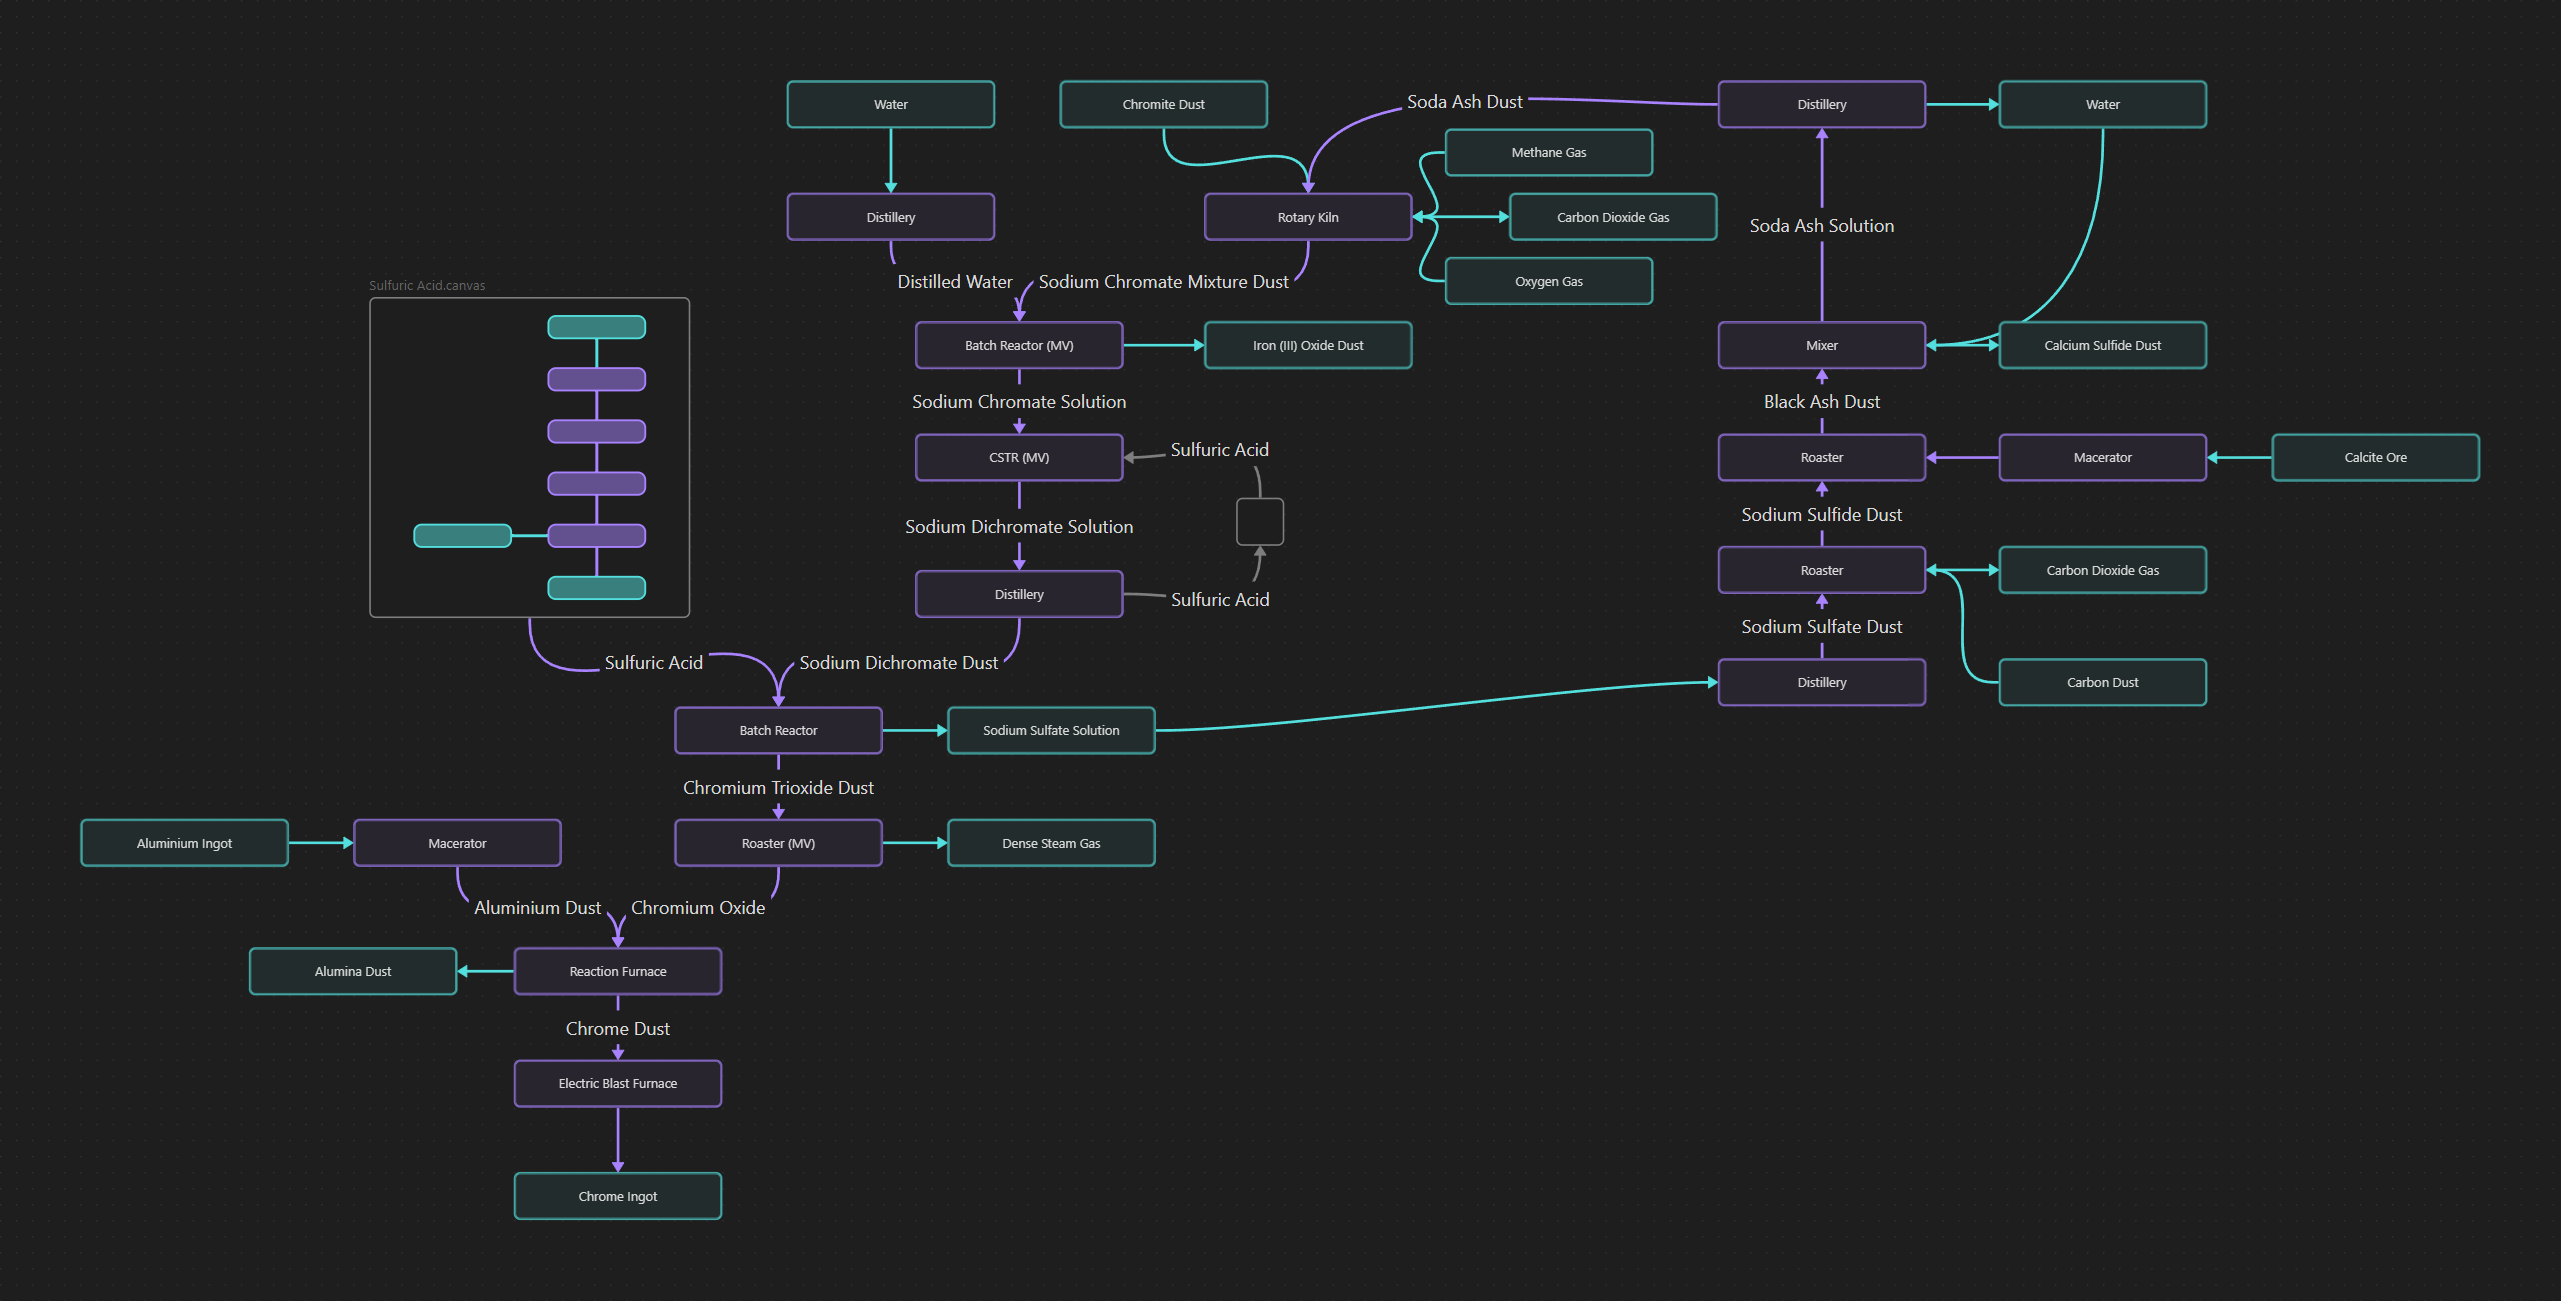 Water
Chromite Dust
Soda Ash Dust
Distillery
Water
Methane Gas
Distillery
Rotary Kiln
Carbon Dioxide Gas
Soda Ash Solution
Distilled Water
Sodium Chromate Mixture Dust
Oxygen Gas
Sulfuric Acid.canvas
Batch Reactor (MV)
Iron (III) Oxide Dust
Mixer
Calcium Sulfide Dust
Sodium Chromate Solution
Black Ash Dust
CSTR (MV)
Sulfuric Acid
Roaster
Macerator
Calcite Ore
Sodium Dichromate Solution
Sodium Sulfide Dust
Distillery
Sulfuric Acid
Roaster
Carbon Dioxide Gas
Sodium Sulfate Dust
Sulfuric Acid
Sodium Dichromate Dust
Distillery
Carbon Dust
Batch Reactor
Sodium Sulfate Solution
Chromium Trioxide Dust
Aluminium Ingot
Macerator
Roaster (MV)
Dense Steam Gas
Aluminium Dust
Chromium Oxide
Alumina Dust
Reaction Furnace
Chrome Dust
Electric Blast Furnace
Chrome Ingot